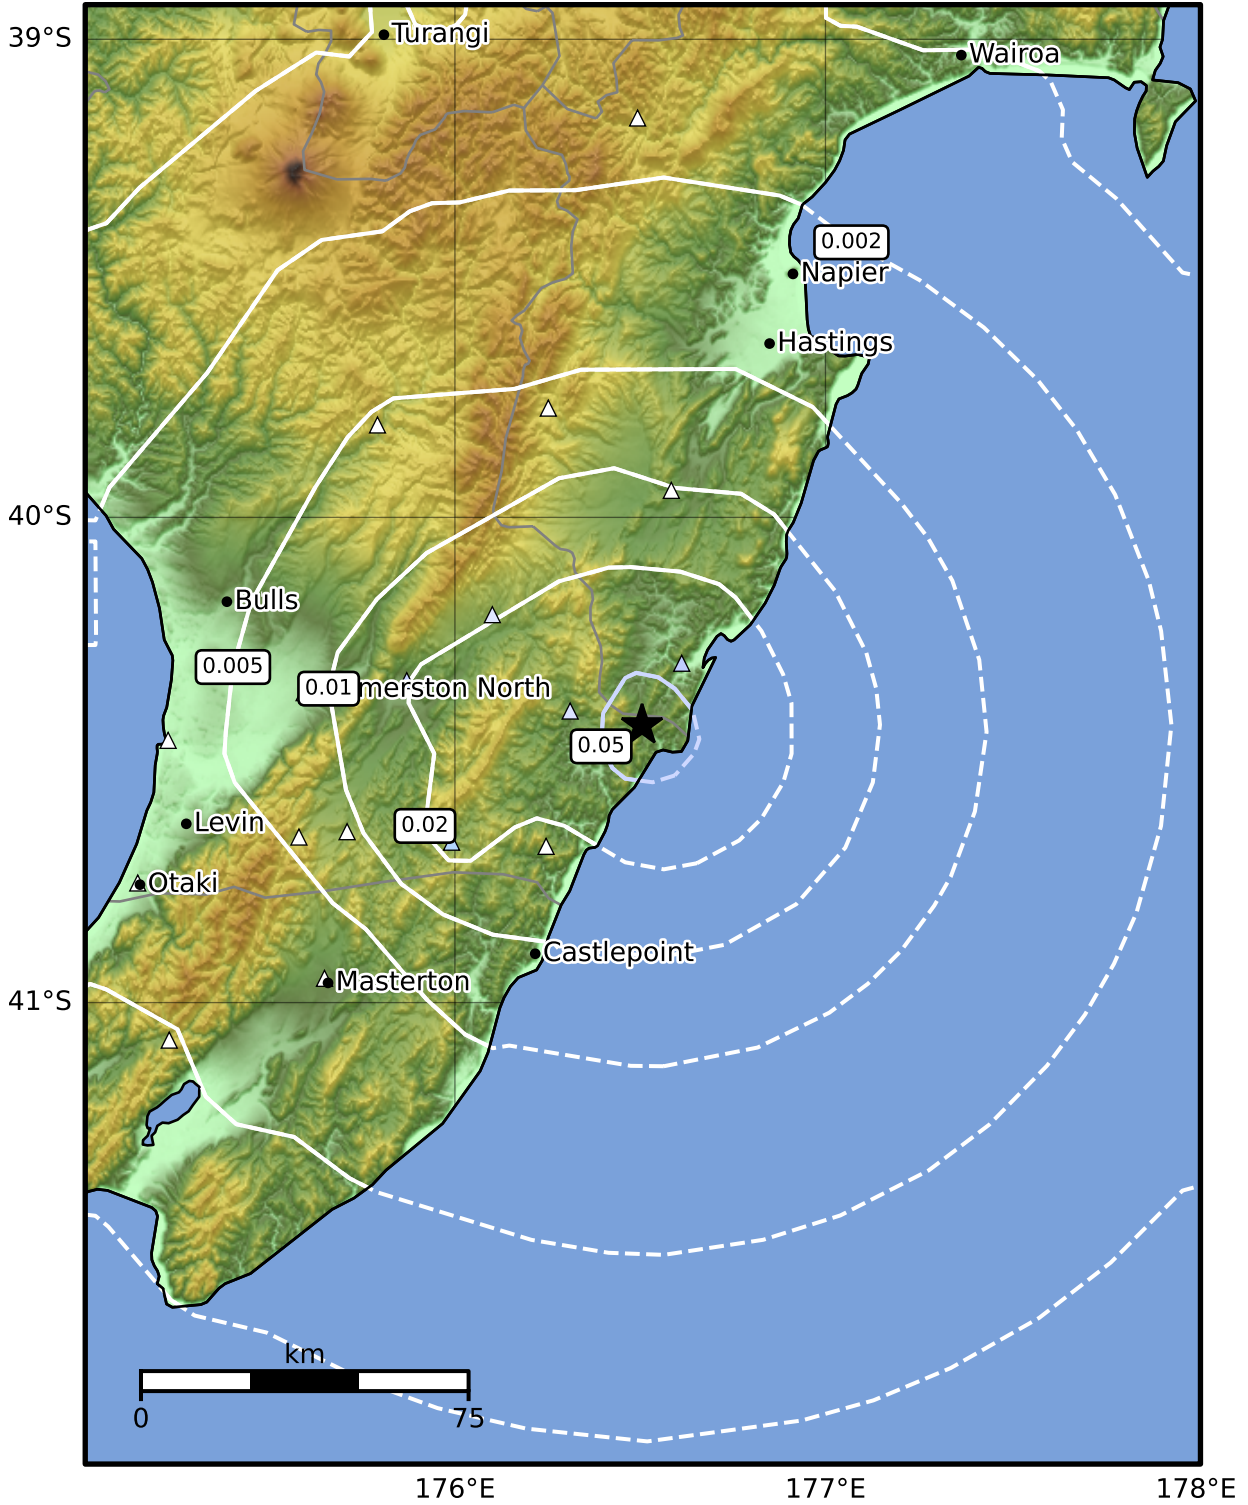 39°S
Turangi
Wairoa
0.002
Napier
Hastings
40°S
Bulls
0.005
0.01
merston North
0.05
0.02
Levin
Otaki
Castlepoint
Masterton
41°S
km
0
75
176°E
177°E
178°E